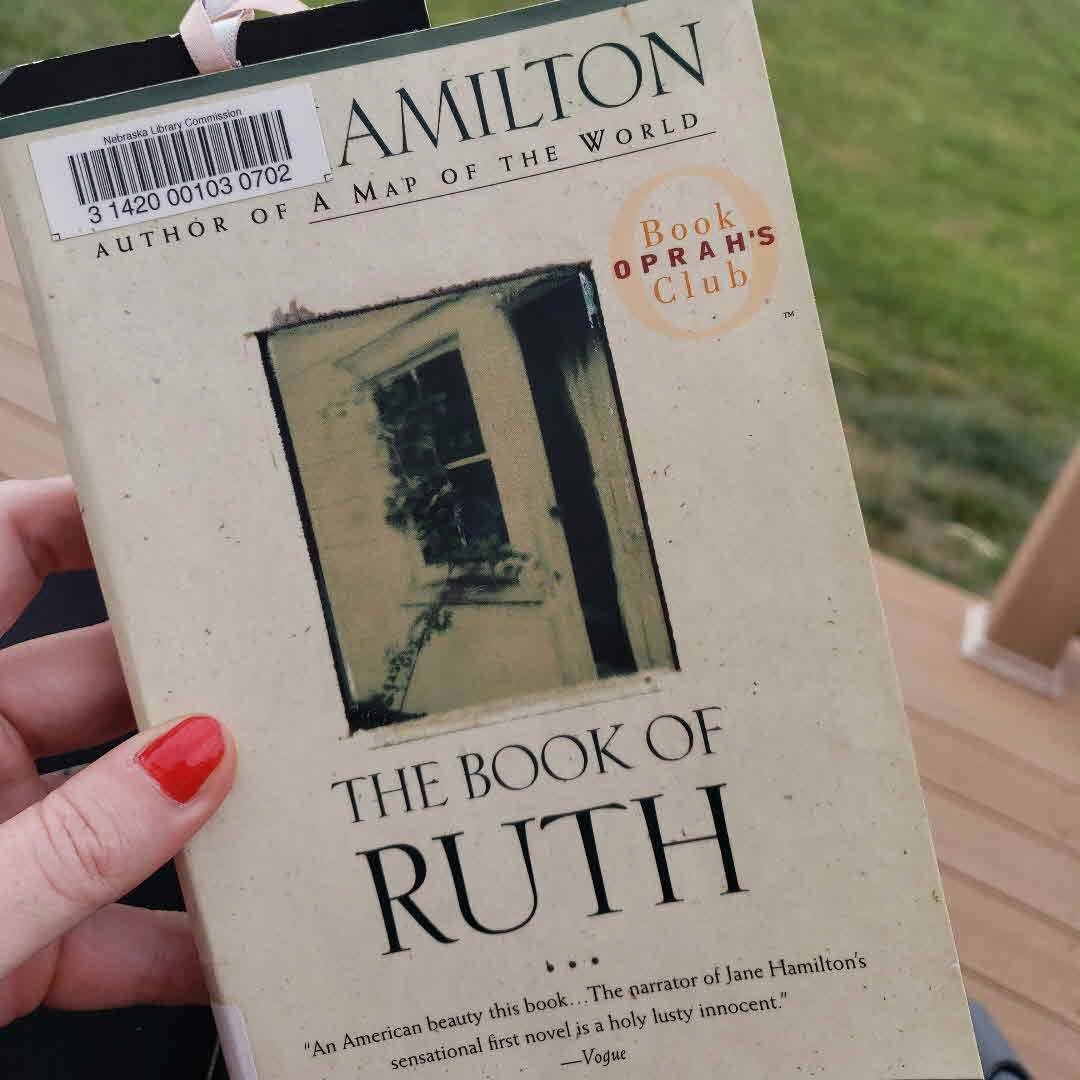 Nebraska Library Commission
3 1420 00103 0702
AMILTON
AUTHOR OF A MAP OF THE WORLD
Book
OPRAH'S
Club
™
THE BOOK OF
RUTH
...
"An American beauty this book...The narrator of Jane Hamilton's
sensational first novel is a holy lusty innocent."
—Vogue